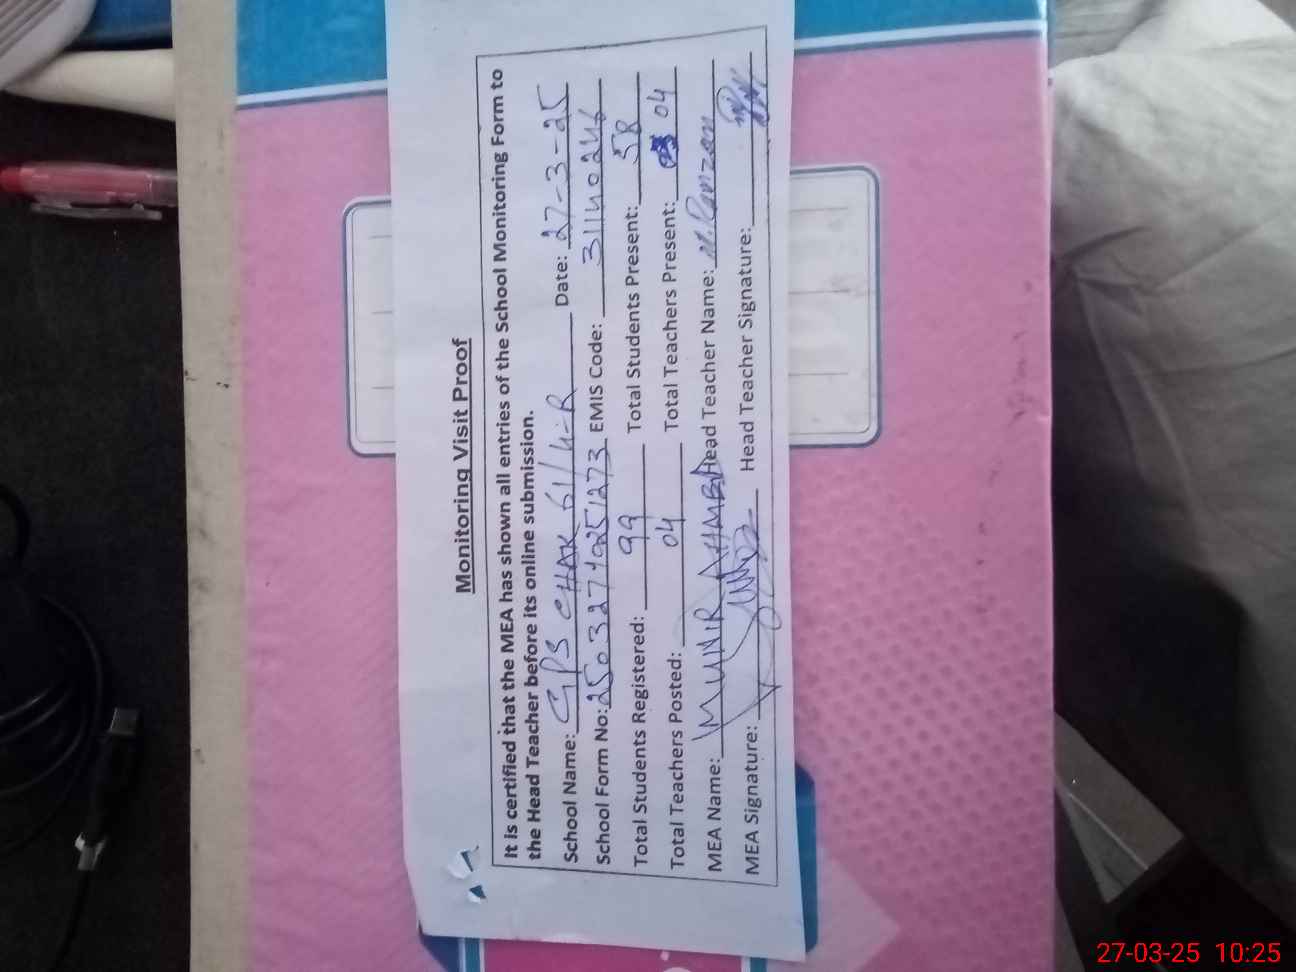 Monitoring Visit Proof
It is certified that the MEA has shown all entries of the School Monitoring Form to
the Head Teacher before its online submission.
School Name: GPS CHAK 61/4-R Date: 27-3-25
School Form No: 250327195251273 EMIS Code: 31140246
Total Students Registered: 99 Total Students Present: 58
Total Teachers Posted: 04 Total Teachers Present: 04
MEA Name: MUNIR AHMED Head Teacher Name: M. Ramzan
MEA Signature: Head Teacher Signature:
27-03-25 10:25